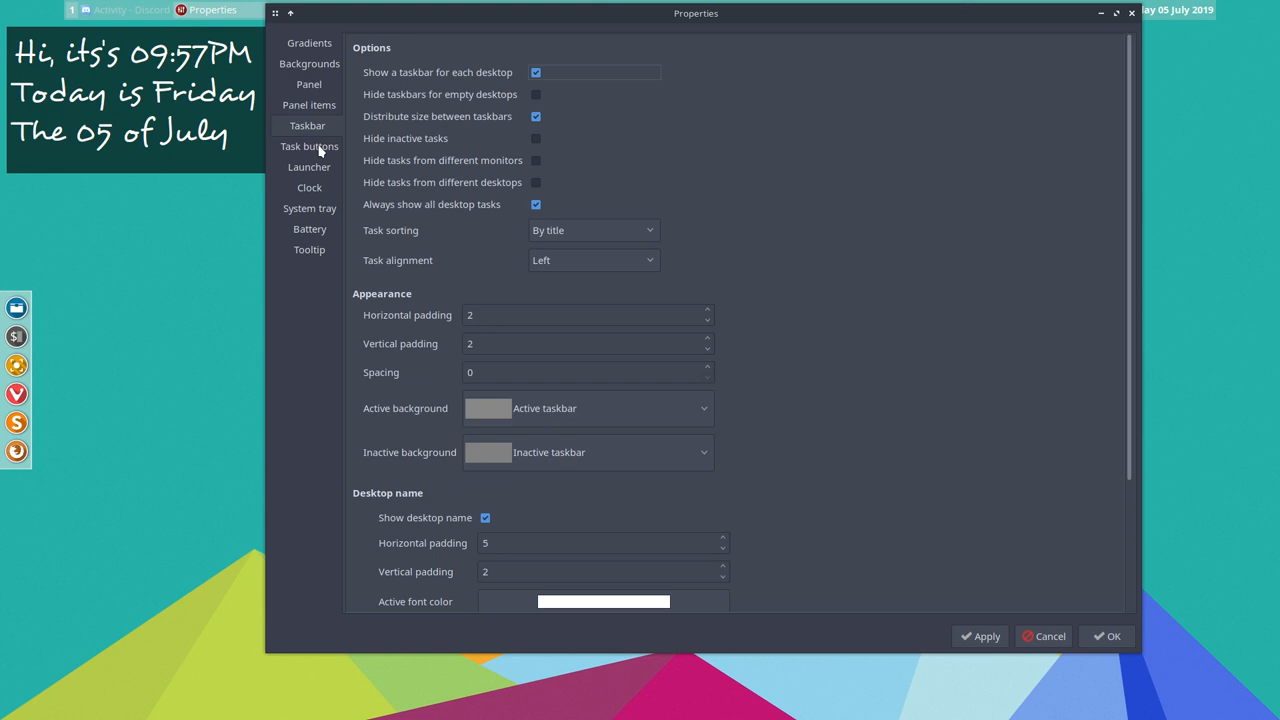 1 Activity - Discord Properties
ay 05 July 2019
Hi, its's 09:57PM
Today is Friday
The 05 of July
Properties
Gradients
Backgrounds
Panel
Panel items
Taskbar
Task buttons
Launcher
Clock
System tray
Battery
Tooltip
Options
Show a taskbar for each desktop
Hide taskbars for empty desktops
Distribute size between taskbars
Hide inactive tasks
Hide tasks from different monitors
Hide tasks from different desktops
Always show all desktop tasks
Task sorting By title
Task alignment Left
Appearance
Horizontal padding 2
Vertical padding 2
Spacing 0
Active background Active taskbar
Inactive background Inactive taskbar
Desktop name
Show desktop name
Horizontal padding 5
Vertical padding 2
Active font color
Apply Cancel OK